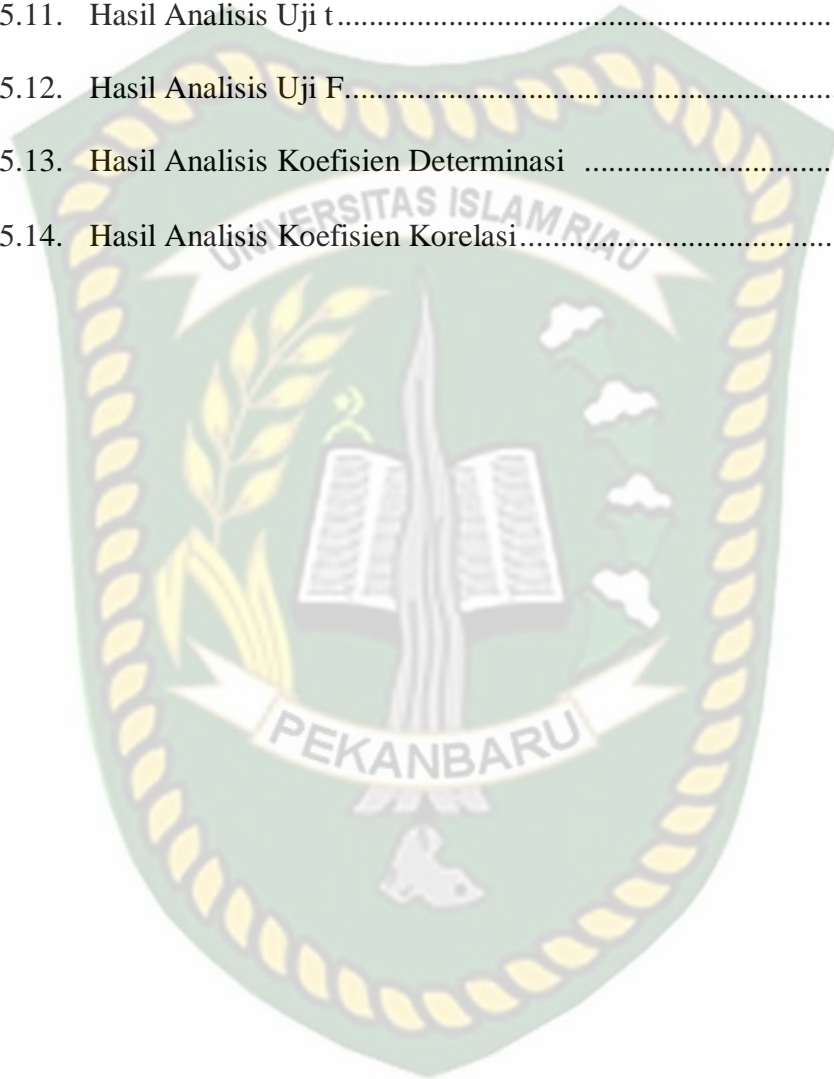 5.11. Hasil Analisis Uji t..............................................................
5.12. Hasil Analisis Uji F.............................................................
5.13. Hasil Analisis Koefisien Determinasi ...............................
5.14. Hasil Analisis Koefisien Korelasi.......................................
UNIVERSITAS ISLAM RIAU
PEKANBARU